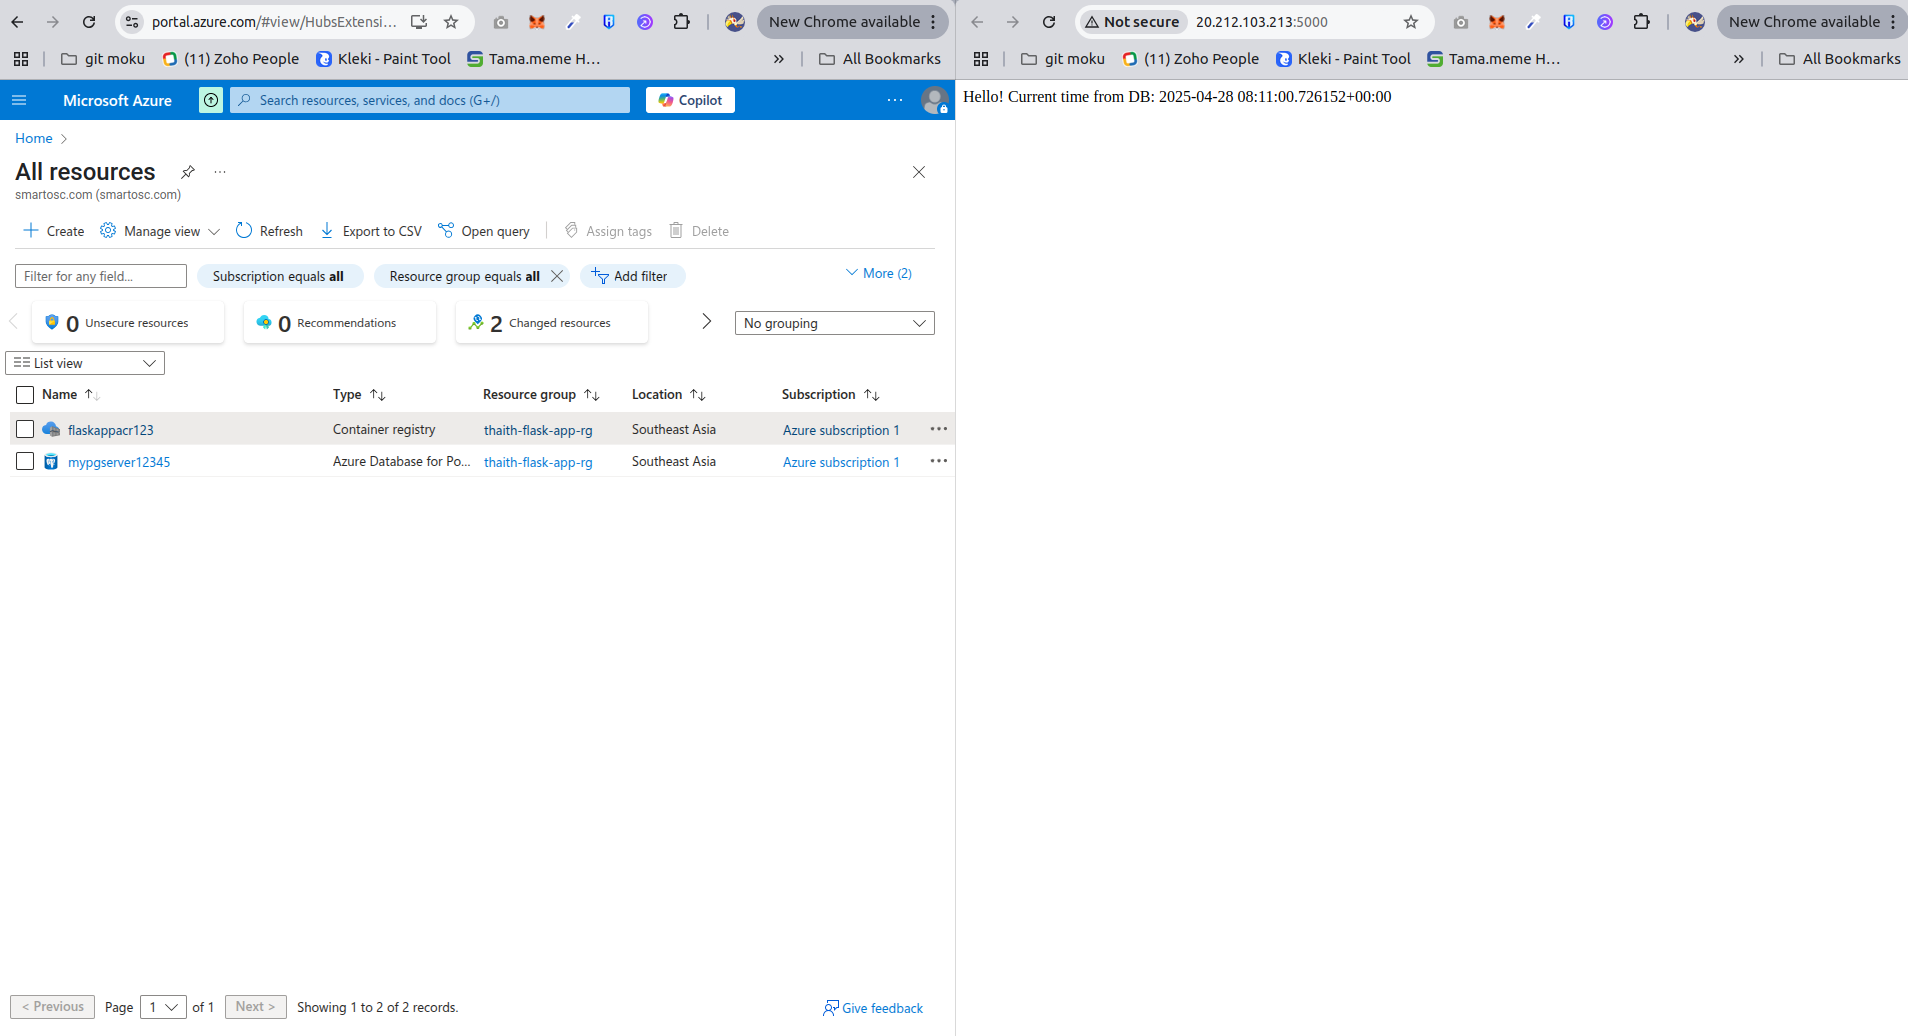 portal.azure.com/#view/HubsExtensi...
New Chrome available
git moku
(11) Zoho People
Kleki - Paint Tool
Tama.meme H...
»
All Bookmarks
Microsoft Azure
Search resources, services, and docs (G+/)
Copilot
Home
All resources
smartosc.com (smartosc.com)
Create
Manage view
Refresh
Export to CSV
Open query
Assign tags
Delete
Filter for any field...
Subscription equals all
Resource group equals all
Add filter
More (2)
0 Unsecure resources
0 Recommendations
2 Changed resources
No grouping
List view
Name Type Resource group Location Subscription
flaskappacr123 Container registry thaith-flask-app-rg Southeast Asia Azure subscription 1
mypgserver12345 Azure Database for Po... thaith-flask-app-rg Southeast Asia Azure subscription 1
< Previous Page 1 of 1 Next > Showing 1 to 2 of 2 records.
Give feedback
Not secure 20.212.103.213:5000
New Chrome available
git moku
(11) Zoho People
Kleki - Paint Tool
Tama.meme H...
»
All Bookmarks
Hello! Current time from DB: 2025-04-28 08:11:00.726152+00:00